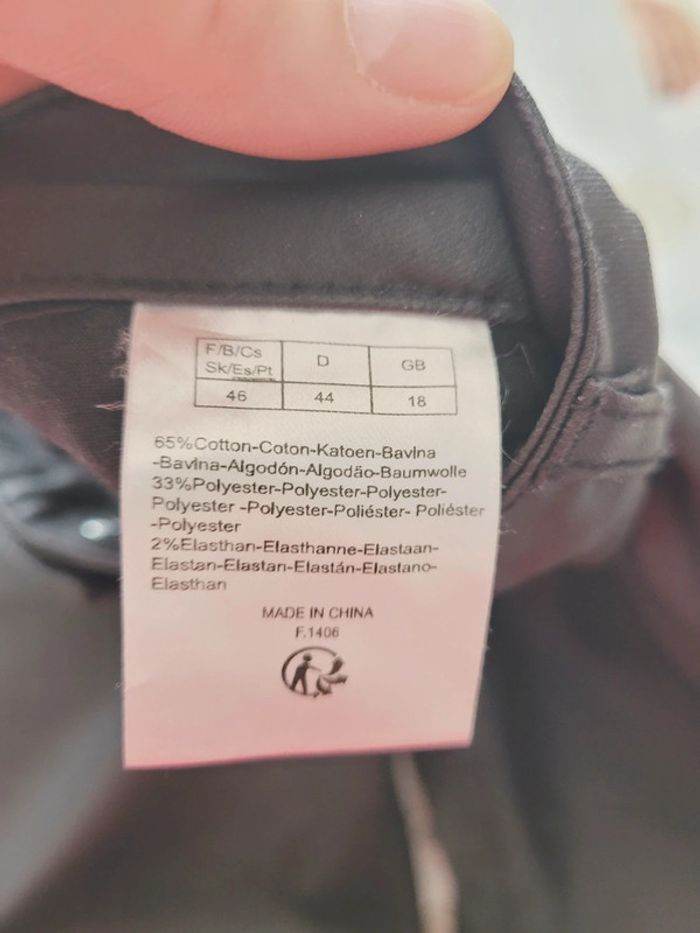 F/B/Cs D GB
Sk/Es/Pt
46 44 18
65%Cotton-Coton-Katoen-Bavlna
-Bavlna-Algodón-Algodão-Baumwolle
33%Polyester-Polyester-Polyester-
Polyester -Polyester-Poliéster- Poliéster
-Polyester
2%Elasthan-Elasthanne-Elastaan-
Elastan-Elastan-Elastán-Elastano-
Elasthan
MADE IN CHINA
F.1406